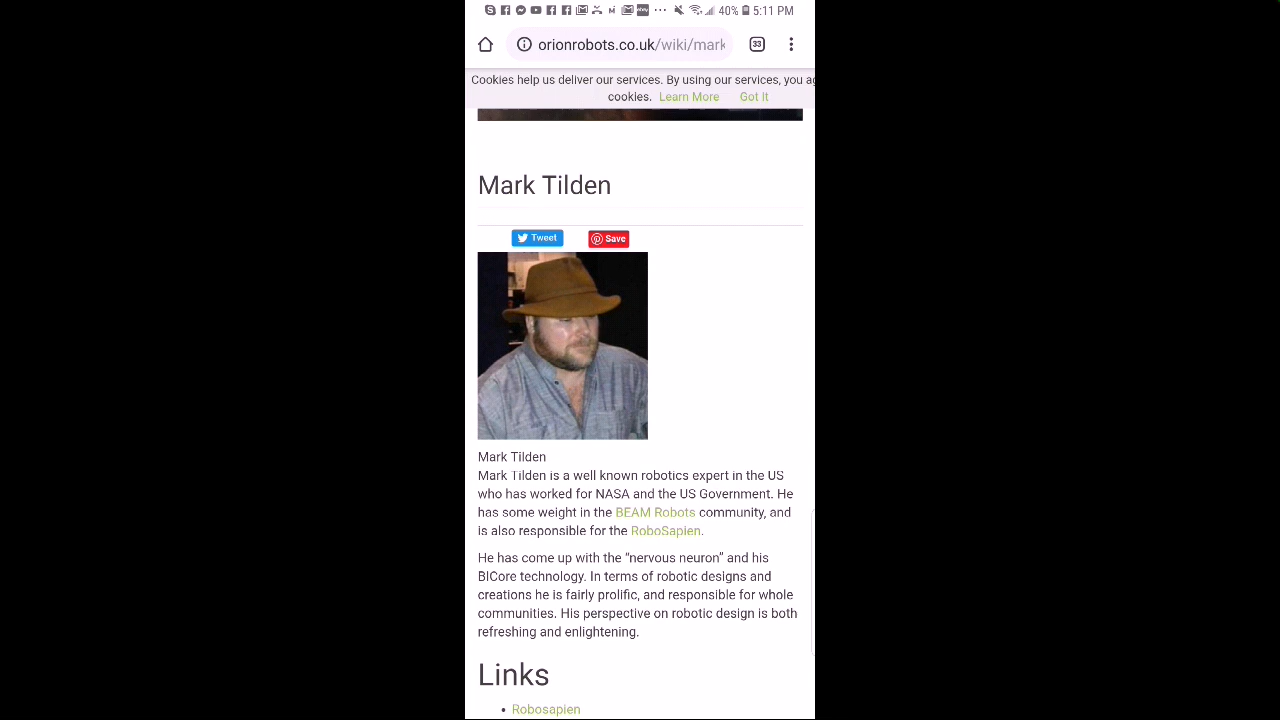 40% 5:11 PM
orionrobots.co.uk/wiki/mark
33
Cookies help us deliver our services. By using our services, you ag
cookies. Learn More Got It
Mark Tilden
Tweet Save
Mark Tilden
Mark Tilden is a well known robotics expert in the US
who has worked for NASA and the US Government. He
has some weight in the BEAM Robots community, and
is also responsible for the RoboSapien.
He has come up with the “nervous neuron” and his
BICore technology. In terms of robotic designs and
creations he is fairly prolific, and responsible for whole
communities. His perspective on robotic design is both
refreshing and enlightening.
Links
• Robosapien